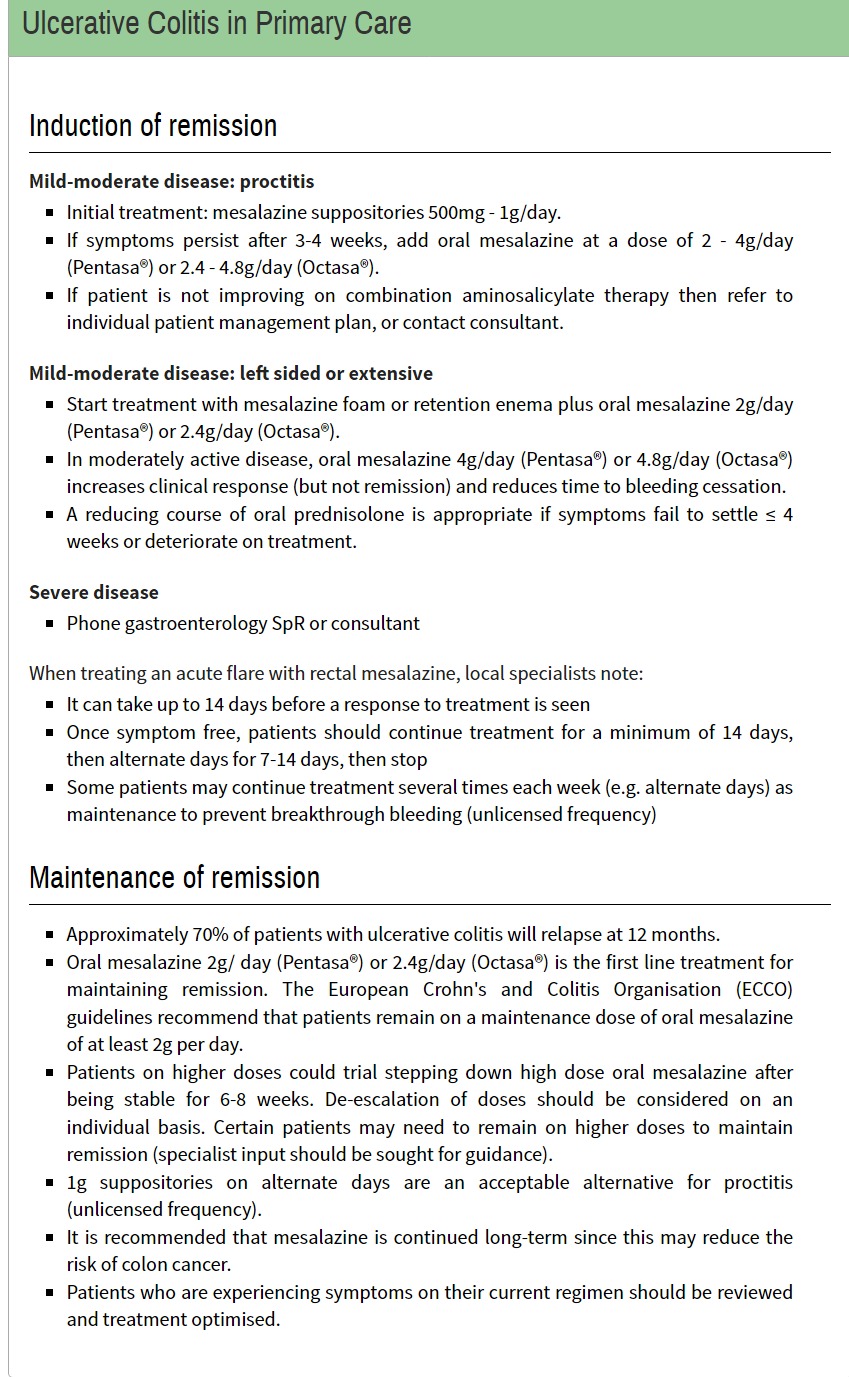 Ulcerative Colitis in Primary Care
Induction of remission
Mild-moderate disease: proctitis
▪ Initial treatment: mesalazine suppositories 500mg - 1g/day.
▪ If symptoms persist after 3-4 weeks, add oral mesalazine at a dose of 2 - 4g/day
(Pentasa®) or 2.4 - 4.8g/day (Octasa®).
▪ If patient is not improving on combination aminosalicylate therapy then refer to
individual patient management plan, or contact consultant.
Mild-moderate disease: left sided or extensive
▪ Start treatment with mesalazine foam or retention enema plus oral mesalazine 2g/day
(Pentasa®) or 2.4g/day (Octasa®).
▪ In moderately active disease, oral mesalazine 4g/day (Pentasa®) or 4.8g/day (Octasa®)
increases clinical response (but not remission) and reduces time to bleeding cessation.
▪ A reducing course of oral prednisolone is appropriate if symptoms fail to settle ≤ 4
weeks or deteriorate on treatment.
Severe disease
▪ Phone gastroenterology SpR or consultant
When treating an acute flare with rectal mesalazine, local specialists note:
▪ It can take up to 14 days before a response to treatment is seen
▪ Once symptom free, patients should continue treatment for a minimum of 14 days,
then alternate days for 7-14 days, then stop
▪ Some patients may continue treatment several times each week (e.g. alternate days) as
maintenance to prevent breakthrough bleeding (unlicensed frequency)
Maintenance of remission
▪ Approximately 70% of patients with ulcerative colitis will relapse at 12 months.
▪ Oral mesalazine 2g/ day (Pentasa®) or 2.4g/day (Octasa®) is the first line treatment for
maintaining remission. The European Crohn's and Colitis Organisation (ECCO)
guidelines recommend that patients remain on a maintenance dose of oral mesalazine
of at least 2g per day.
▪ Patients on higher doses could trial stepping down high dose oral mesalazine after
being stable for 6-8 weeks. De-escalation of doses should be considered on an
individual basis. Certain patients may need to remain on higher doses to maintain
remission (specialist input should be sought for guidance).
▪ 1g suppositories on alternate days are an acceptable alternative for proctitis
(unlicensed frequency).
▪ It is recommended that mesalazine is continued long-term since this may reduce the
risk of colon cancer.
▪ Patients who are experiencing symptoms on their current regimen should be reviewed
and treatment optimised.